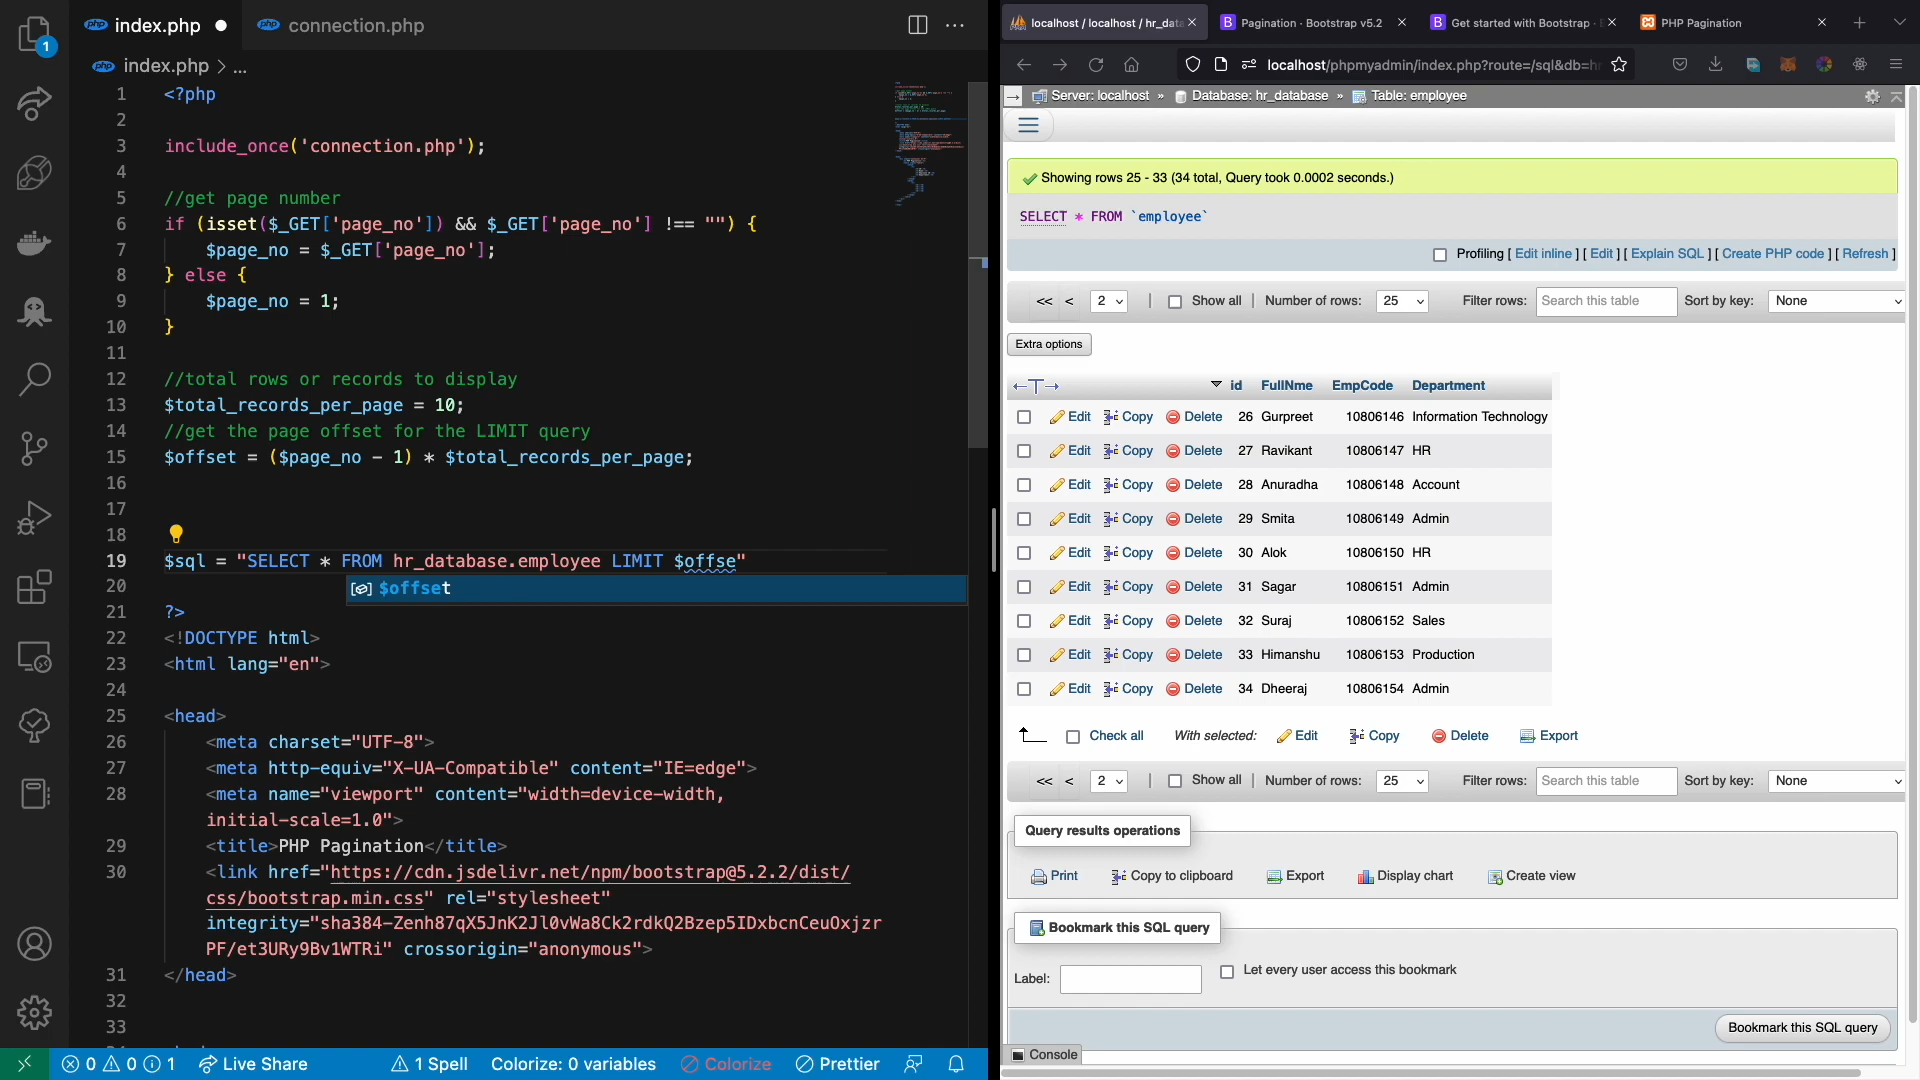 index.php
connection.php
index.php > ...
1 <?php
2
3 include_once('connection.php');
4
5 //get page number
6 if (isset($_GET['page_no']) && $_GET['page_no'] !== "") {
7 $page_no = $_GET['page_no'];
8 } else {
9 $page_no = 1;
10 }
11
12 //total rows or records to display
13 $total_records_per_page = 10;
14 //get the page offset for the LIMIT query
15 $offset = ($page_no - 1) * $total_records_per_page;
16
17
18
19 $sql = "SELECT * FROM hr_database.employee LIMIT $offse"
20
$offset
21 ?>
22 <!DOCTYPE html>
23 <html lang="en">
24
25 <head>
26 <meta charset="UTF-8">
27 <meta http-equiv="X-UA-Compatible" content="IE=edge">
28 <meta name="viewport" content="width=device-width,
initial-scale=1.0">
29 <title>PHP Pagination</title>
30 <link href="https://cdn.jsdelivr.net/npm/bootstrap@5.2.2/dist/
css/bootstrap.min.css" rel="stylesheet"
integrity="sha384-Zenh87qX5JnK2Jl0vWa8Ck2rdkQ2Bzep5IDxbcnCeuOxjzr
PF/et3URy9Bv1WTRi" crossorigin="anonymous">
31 </head>
32
33
1
0 0 1 Live Share 1 Spell Colorize: 0 variables Colorize Prettier
localhost / localhost / hr_data
Pagination · Bootstrap v5.2
Get started with Bootstrap ·
PHP Pagination
localhost/phpmyadmin/index.php?route=/sql&db=hr
Server: localhost » Database: hr_database » Table: employee
Showing rows 25 - 33 (34 total, Query took 0.0002 seconds.)
SELECT * FROM `employee`
Profiling [ Edit inline ] [ Edit ] [ Explain SQL ] [ Create PHP code ] [ Refresh ]
<< < 2 | Show all | Number of rows: 25 Filter rows: Search this table Sort by key: None
Extra options
←T→ id FullNme EmpCode Department
Edit Copy Delete 26 Gurpreet 10806146 Information Technology
Edit Copy Delete 27 Ravikant 10806147 HR
Edit Copy Delete 28 Anuradha 10806148 Account
Edit Copy Delete 29 Smita 10806149 Admin
Edit Copy Delete 30 Alok 10806150 HR
Edit Copy Delete 31 Sagar 10806151 Admin
Edit Copy Delete 32 Suraj 10806152 Sales
Edit Copy Delete 33 Himanshu 10806153 Production
Edit Copy Delete 34 Dheeraj 10806154 Admin
Check all With selected: Edit Copy Delete Export
<< < 2 | Show all | Number of rows: 25 Filter rows: Search this table Sort by key: None
Query results operations
Print Copy to clipboard Export Display chart Create view
Bookmark this SQL query
Label: Let every user access this bookmark
Bookmark this SQL query
Console